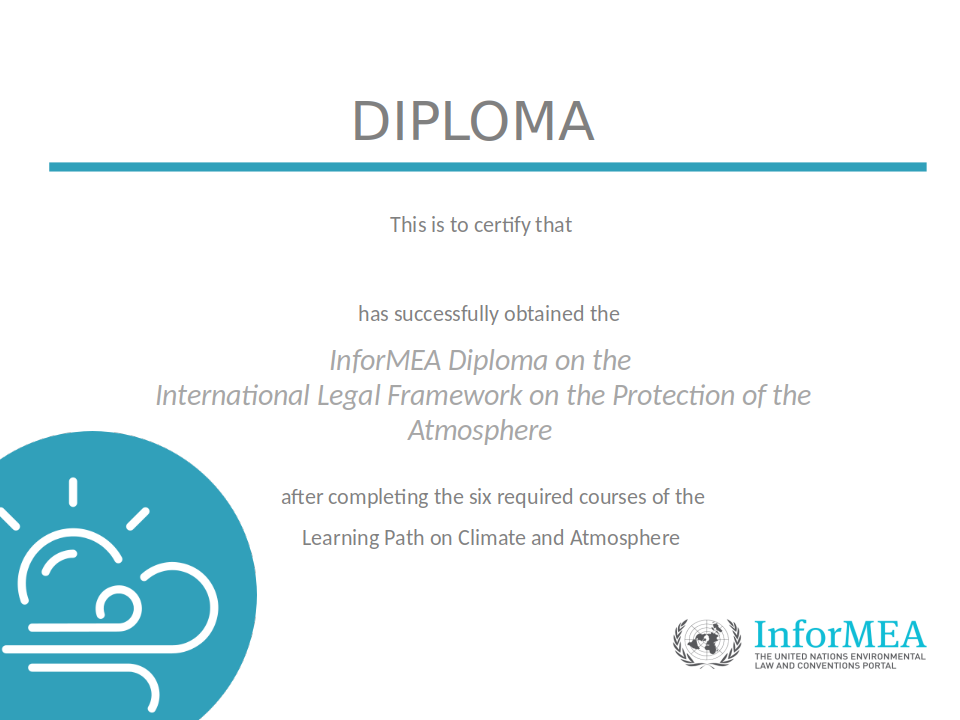 DIPLOMA
This is to certify that
has successfully obtained the
InforMEA Diploma on the
International Legal Framework on the Protection of the
Atmosphere
after completing the six required courses of the
Learning Path on Climate and Atmosphere
InforMEA
THE UNITED NATIONS ENVIRONMENTAL
LAW AND CONVENTIONS PORTAL